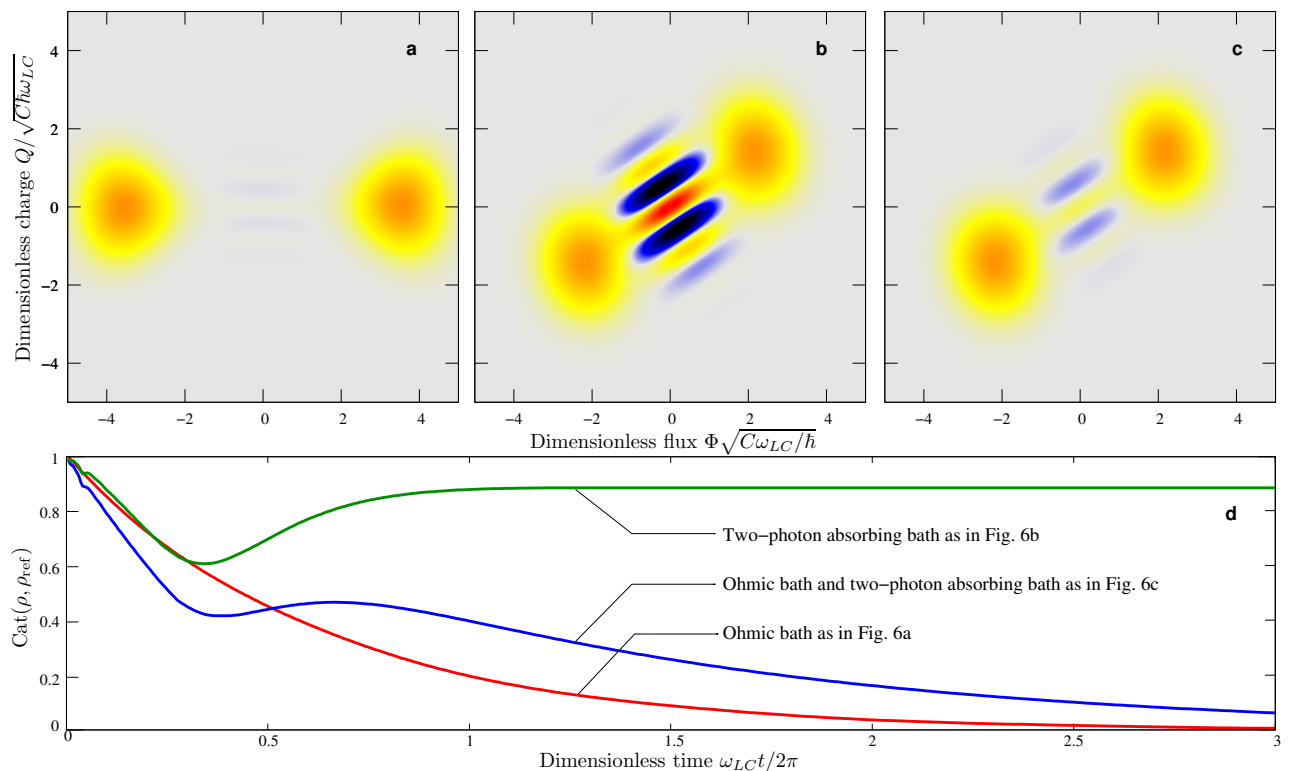 a
b
c
Dimensionless charge Q/√Cℏω_LC
4
2
0
−2
−4
−4 −2 0 2 4
−4 −2 0 2 4
−4 −2 0 2 4
Dimensionless flux Φ√Cω_LC/ℏ
d
Cat(ρ, ρ_ref)
1
0.8
0.6
0.4
0.2
0
Two−photon absorbing bath as in Fig. 6b
Ohmic bath and two−photon absorbing bath as in Fig. 6c
Ohmic bath as in Fig. 6a
0 0.5 1 1.5 2 2.5 3
Dimensionless time ω_LC t/2π